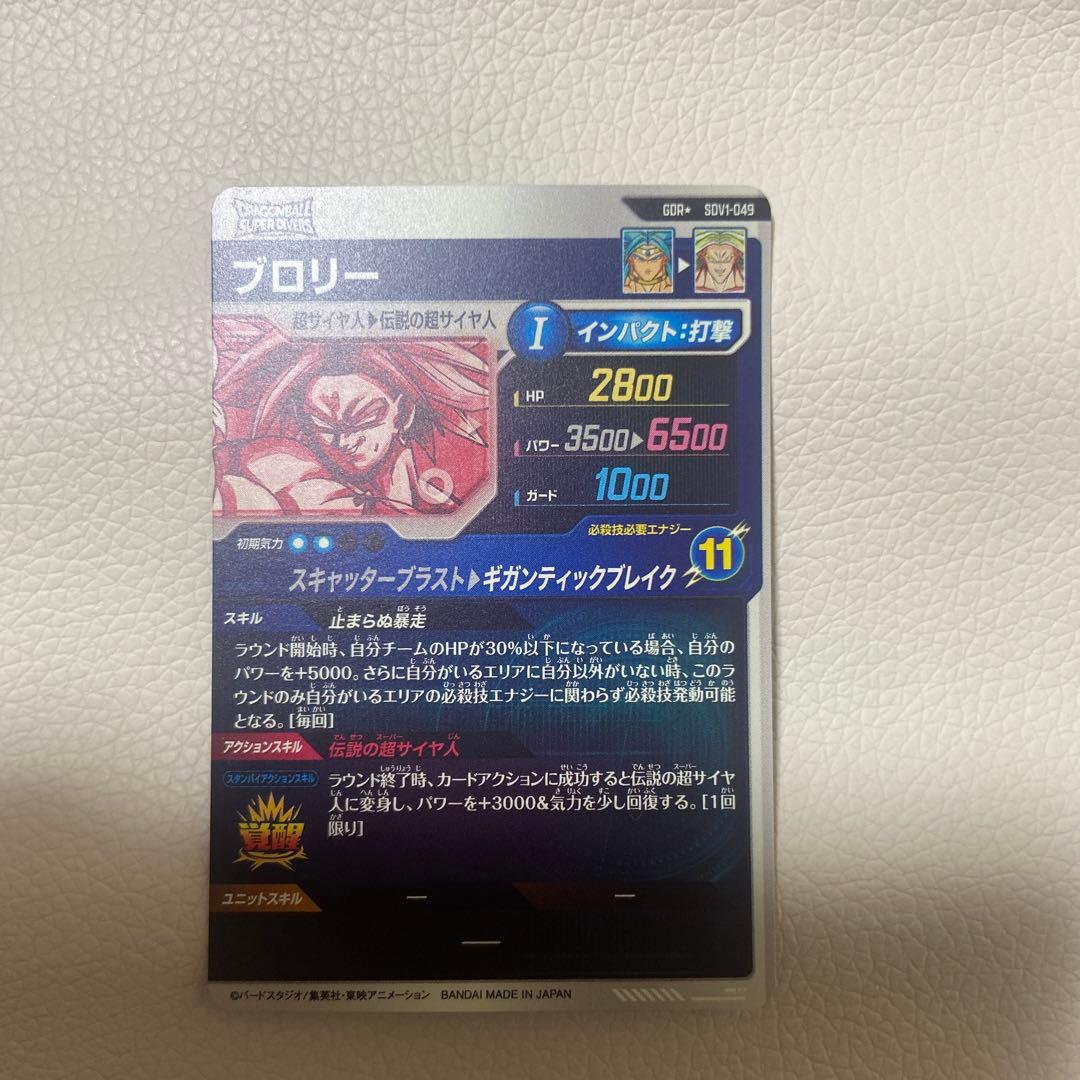 DRAGONBALL
SUPER DIVERS
GDR★ SDV1-049
ブロリー
超サイヤ人▶伝説の超サイヤ人
I インパクト:打撃
HP 2800
パワー 3500▶6500
ガード 1000
初期気力
必殺技必要エナジー
11
スキャッターブラスト▶ギガンティックブレイク
スキル 止まらぬ暴走
ラウンド開始時、自分チームのHPが30%以下になっている場合、自分の
パワーを+5000。さらに自分がいるエリアに自分以外がいない時、このラ
ウンドのみ自分がいるエリアの必殺技エナジーに関わらず必殺技発動可能
となる。[毎回]
アクションスキル 伝説の超サイヤ人
スタンバイアクションスキル
覚醒
ラウンド終了時、カードアクションに成功すると伝説の超サイヤ
人に変身し、パワーを+3000&気力を少し回復する。[1回
限り]
ユニットスキル ー ー
ー
©バードスタジオ/集英社・東映アニメーション BANDAI MADE IN JAPAN